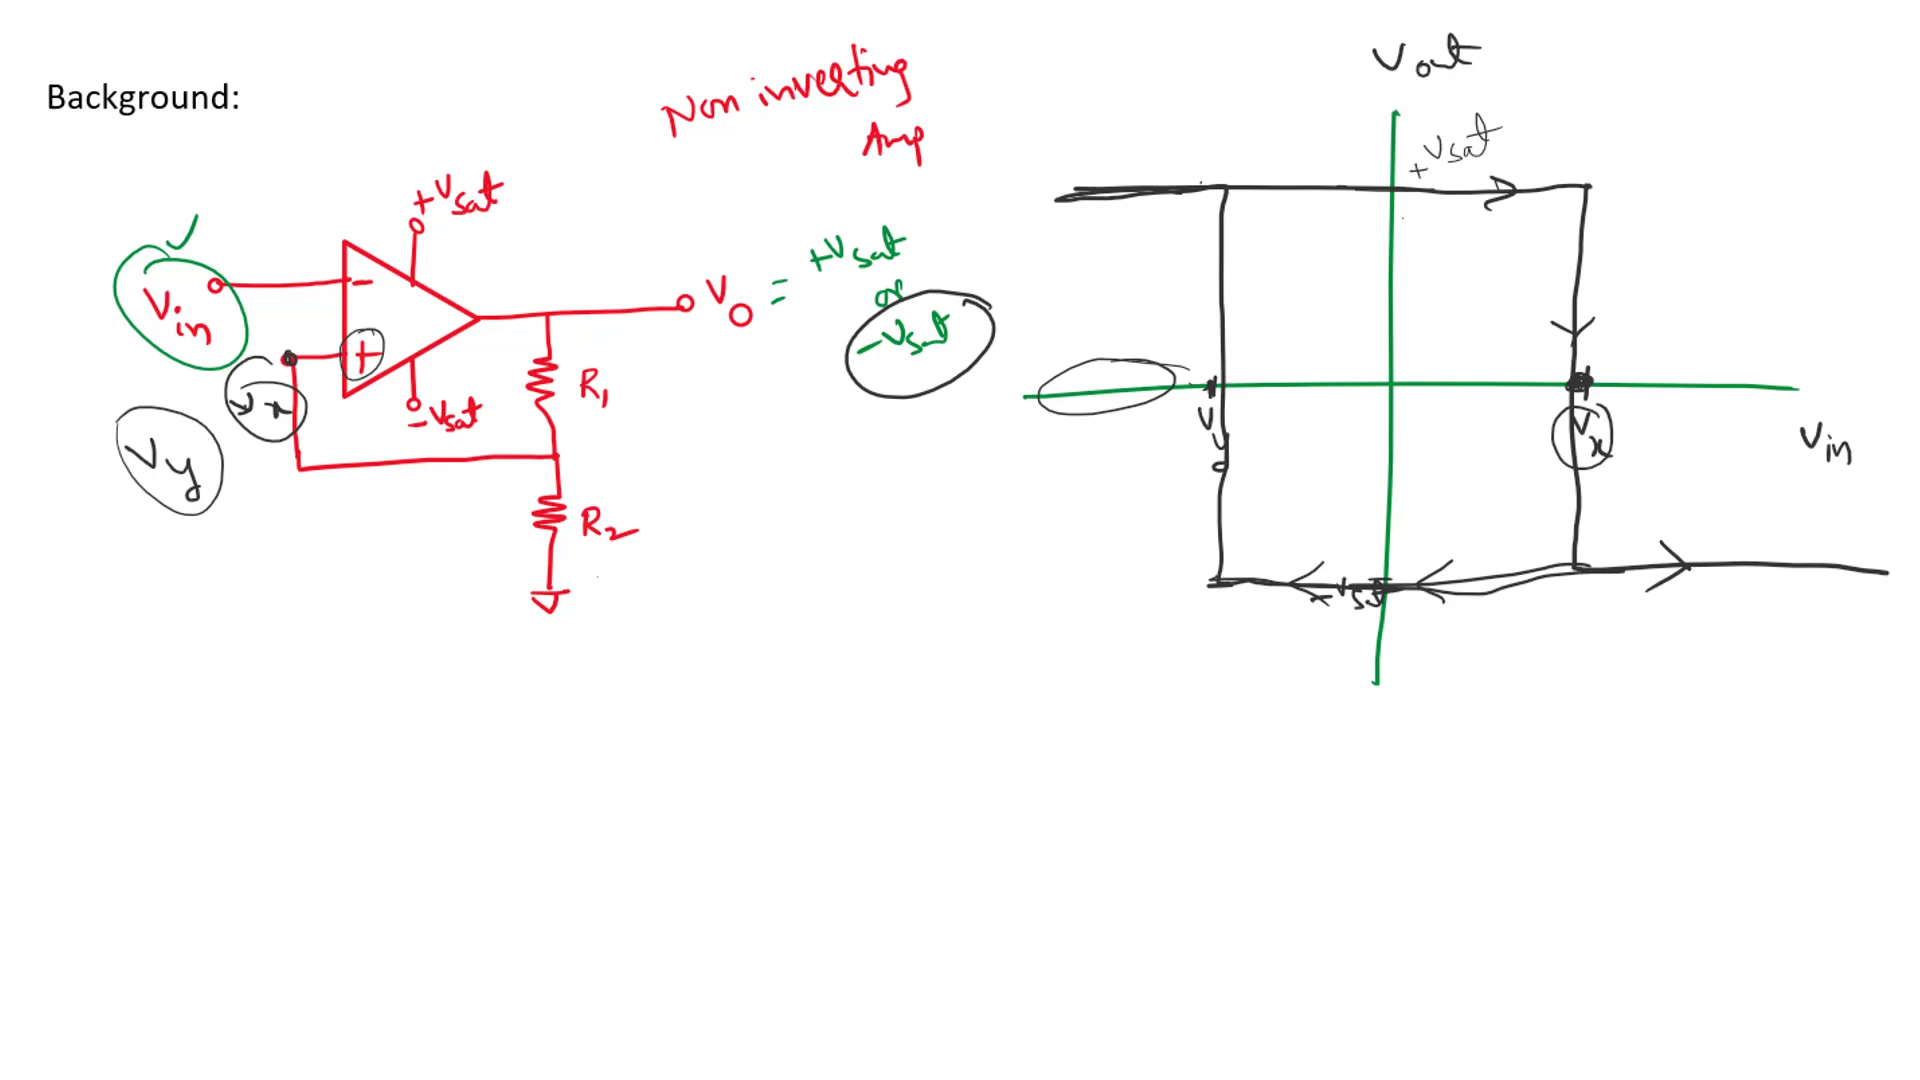 Background:
Non inverting
Amp
+Vsat
Vin
-
+
Vx
Vy
-Vsat
R1
R2
VO = +Vsat
or
-Vsat
Vout
+Vsat
Vy
Vx
Vin
-Vsat